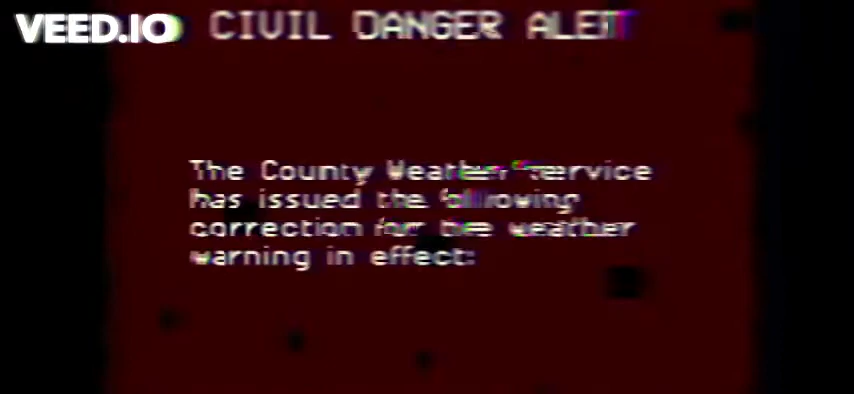 VEED.IO
CIVIL DANGER ALERT
The County Weather Service
has issued the following
correction for the weather
warning in effect: